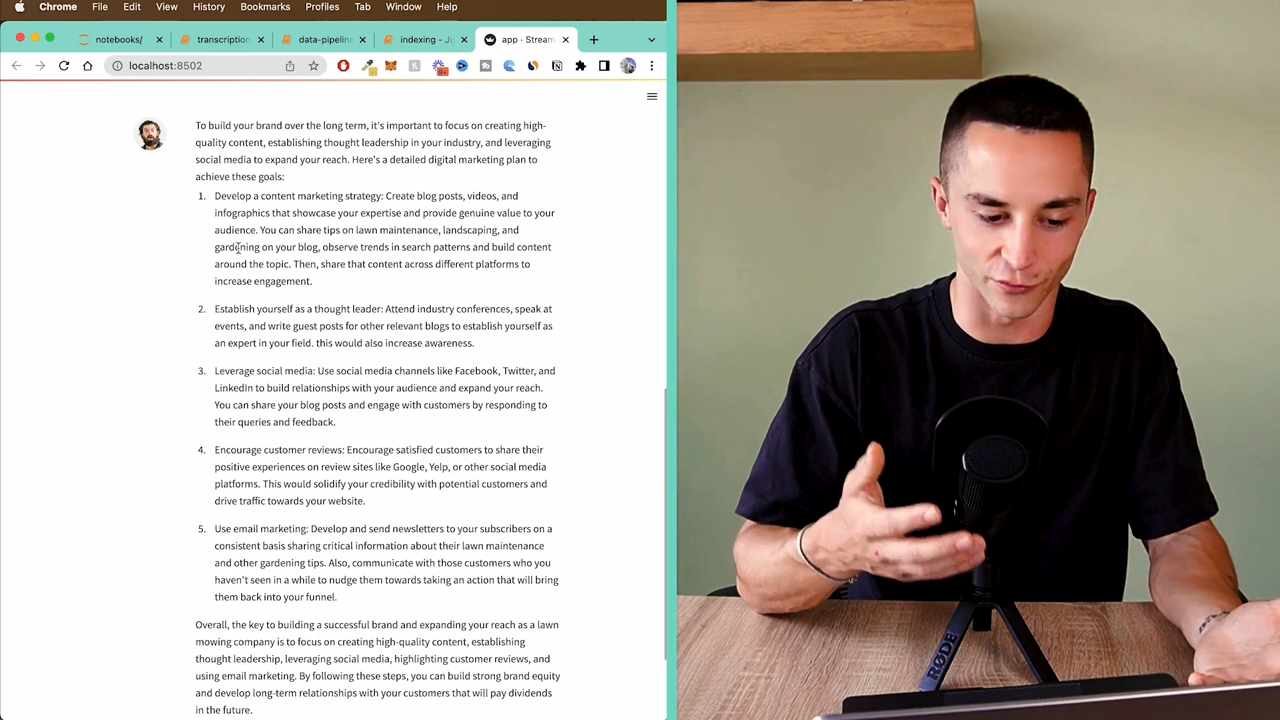 Chrome File Edit View History Bookmarks Profiles Tab Window Help
notebooks/ transcription data-pipelin indexing – Ju app · Stream
localhost:8502
To build your brand over the long term, it's important to focus on creating high-
quality content, establishing thought leadership in your industry, and leveraging
social media to expand your reach. Here's a detailed digital marketing plan to
achieve these goals:
1. Develop a content marketing strategy: Create blog posts, videos, and
infographics that showcase your expertise and provide genuine value to your
audience. You can share tips on lawn maintenance, landscaping, and
gardening on your blog, observe trends in search patterns and build content
around the topic. Then, share that content across different platforms to
increase engagement.
2. Establish yourself as a thought leader: Attend industry conferences, speak at
events, and write guest posts for other relevant blogs to establish yourself as
an expert in your field. this would also increase awareness.
3. Leverage social media: Use social media channels like Facebook, Twitter, and
LinkedIn to build relationships with your audience and expand your reach.
You can share your blog posts and engage with customers by responding to
their queries and feedback.
4. Encourage customer reviews: Encourage satisfied customers to share their
positive experiences on review sites like Google, Yelp, or other social media
platforms. This would solidify your credibility with potential customers and
drive traffic towards your website.
5. Use email marketing: Develop and send newsletters to your subscribers on a
consistent basis sharing critical information about their lawn maintenance
and other gardening tips. Also, communicate with those customers who you
haven't seen in a while to nudge them towards taking an action that will bring
them back into your funnel.
Overall, the key to building a successful brand and expanding your reach as a lawn
mowing company is to focus on creating high-quality content, establishing
thought leadership, leveraging social media, highlighting customer reviews, and
using email marketing. By following these steps, you can build strong brand equity
and develop long-term relationships with your customers that will pay dividends
in the future.
RØDE